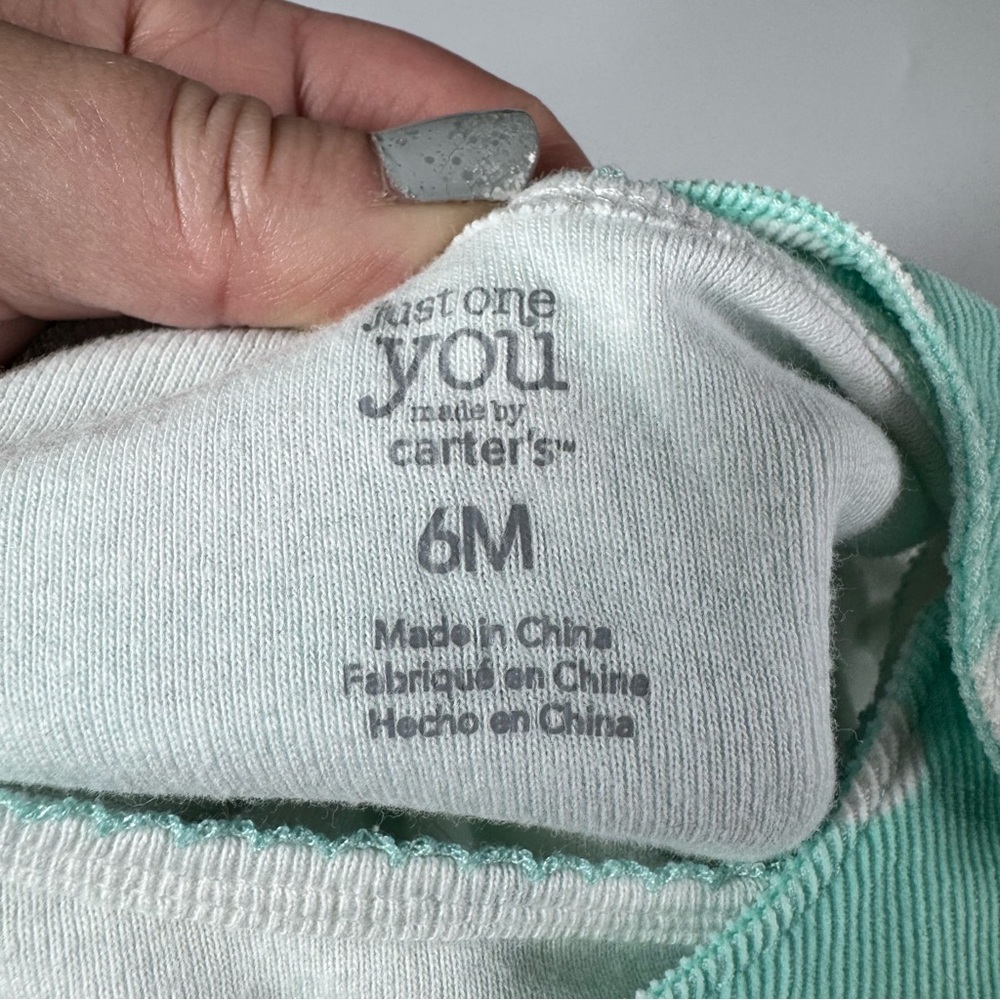 Just one
you
made by
carter's™
6M
Made in China
Fabriqué en Chine
Hecho en China